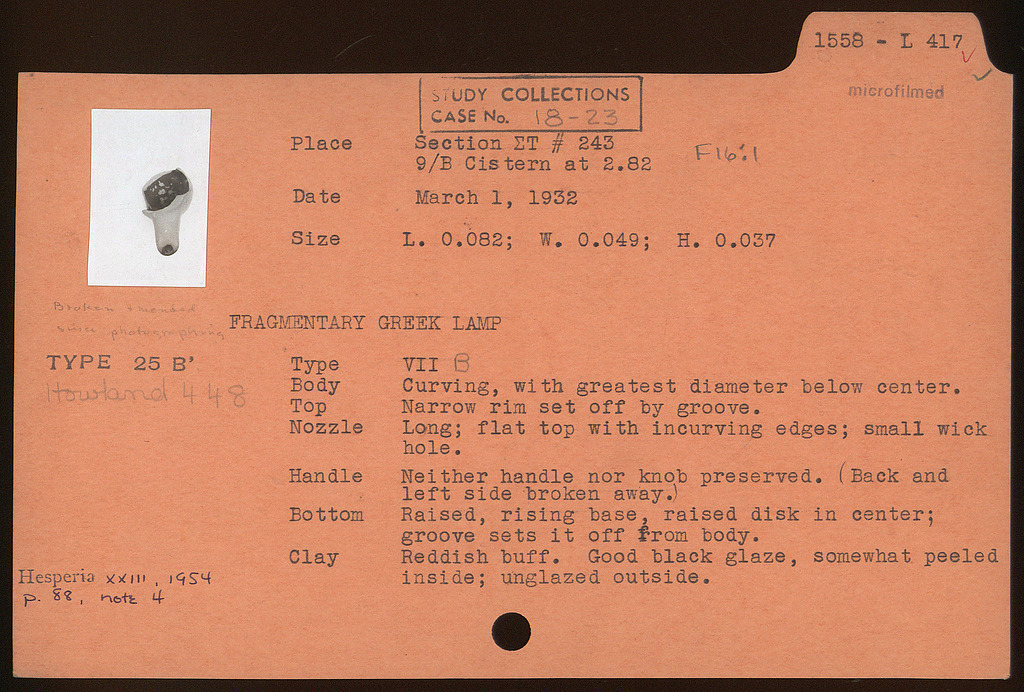 1558 - L 417
microfilmed
STUDY COLLECTIONS
CASE No. 18-23
Place Section ΣΤ # 243
9/B Cistern at 2.82
F16:1
Date March 1, 1932
Size L. 0.082; W. 0.049; H. 0.037
Broken & mended
since photographing
FRAGMENTARY GREEK LAMP
TYPE 25 B'
Howland 448
Type VII B
Body Curving, with greatest diameter below center.
Top Narrow rim set off by groove.
Nozzle Long; flat top with incurving edges; small wick
hole.
Handle Neither handle nor knob preserved. (Back and
left side broken away.)
Bottom Raised, rising base, raised disk in center;
groove sets it off from body.
Clay Reddish buff. Good black glaze, somewhat peeled
inside; unglazed outside.
Hesperia XXIII, 1954
p. 88, note 4